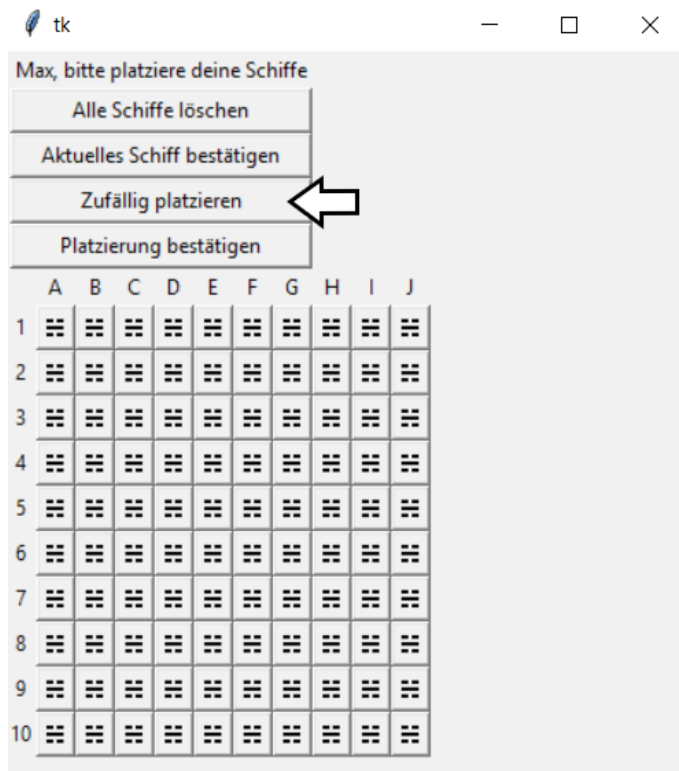 tk
Max, bitte platziere deine Schiffe
Alle Schiffe löschen
Aktuelles Schiff bestätigen
Zufällig platzieren
Platzierung bestätigen
A B C D E F G H I J
1 ☵ ☵ ☵ ☵ ☵ ☵ ☵ ☵ ☵ ☵
2 ☵ ☵ ☵ ☵ ☵ ☵ ☵ ☵ ☵ ☵
3 ☵ ☵ ☵ ☵ ☵ ☵ ☵ ☵ ☵ ☵
4 ☵ ☵ ☵ ☵ ☵ ☵ ☵ ☵ ☵ ☵
5 ☵ ☵ ☵ ☵ ☵ ☵ ☵ ☵ ☵ ☵
6 ☵ ☵ ☵ ☵ ☵ ☵ ☵ ☵ ☵ ☵
7 ☵ ☵ ☵ ☵ ☵ ☵ ☵ ☵ ☵ ☵
8 ☵ ☵ ☵ ☵ ☵ ☵ ☵ ☵ ☵ ☵
9 ☵ ☵ ☵ ☵ ☵ ☵ ☵ ☵ ☵ ☵
10 ☵ ☵ ☵ ☵ ☵ ☵ ☵ ☵ ☵ ☵